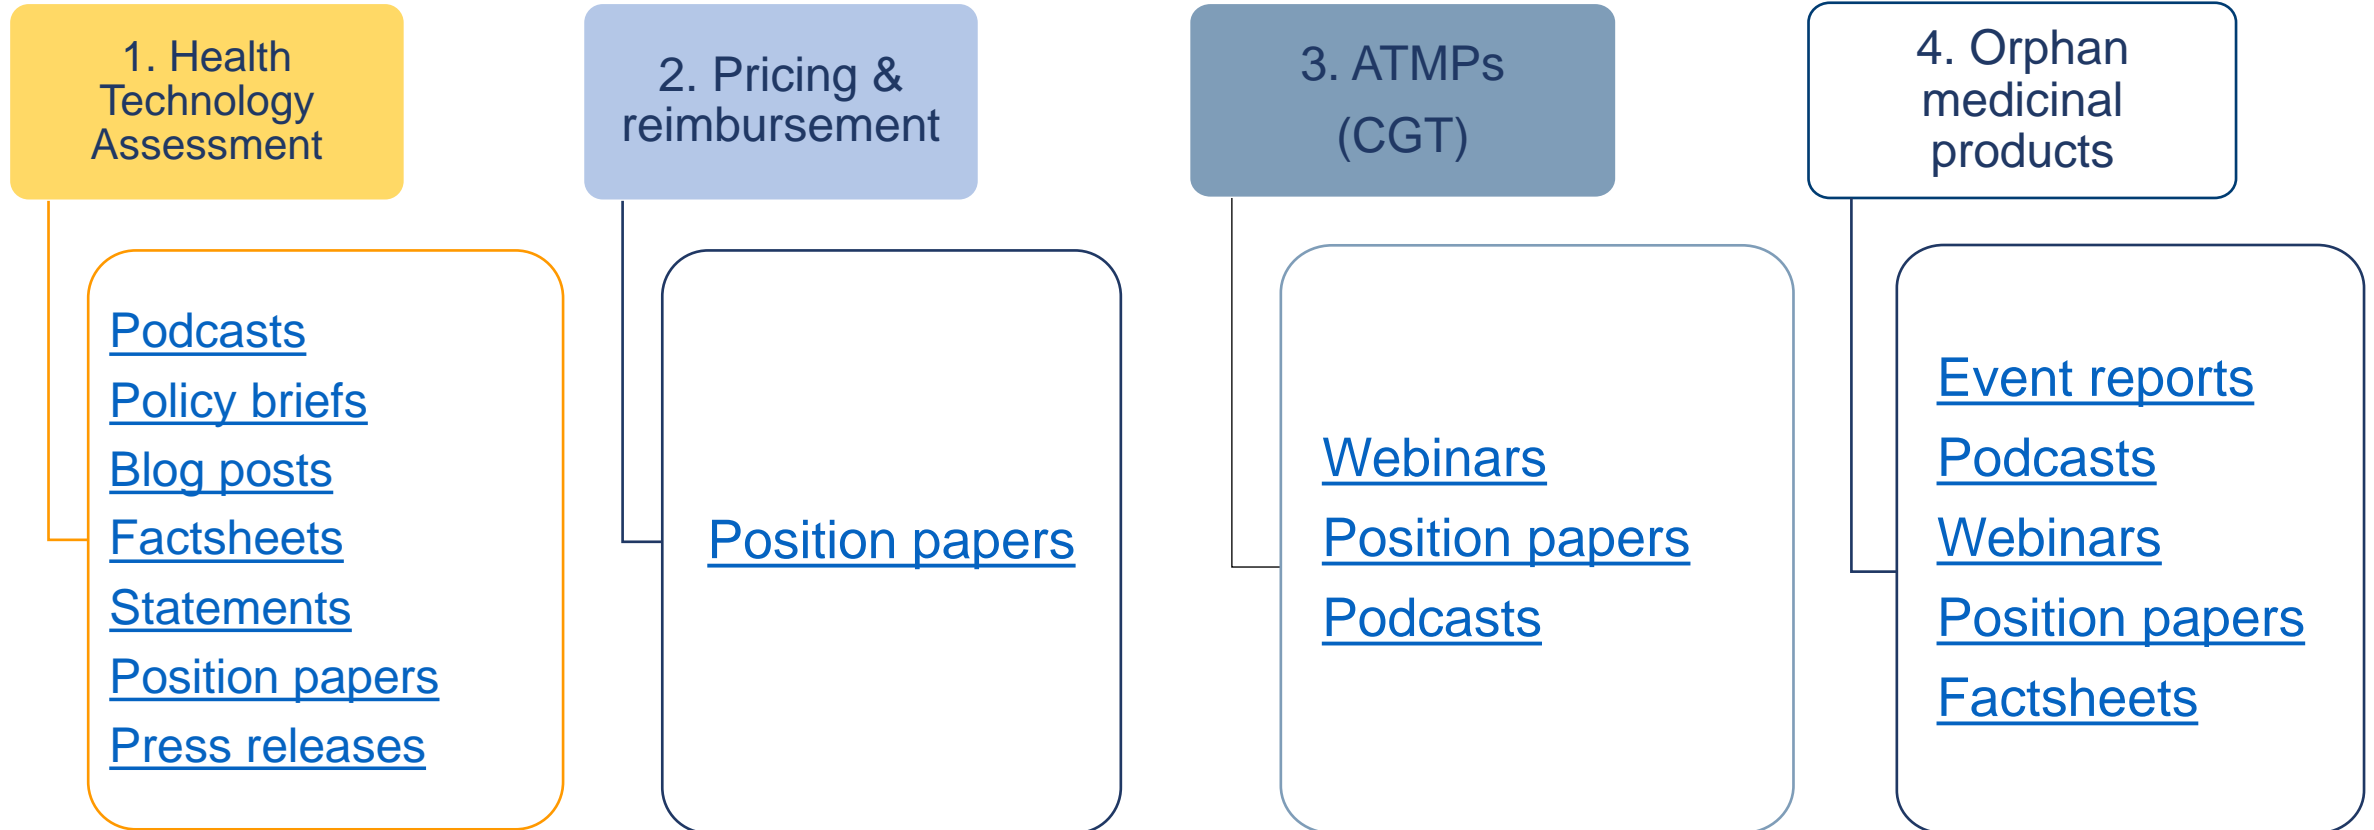 1. Health
Technology
Assessment
Podcasts
Policy briefs
Blog posts
Factsheets
Statements
Position papers
Press releases
2. Pricing &
reimbursement
Position papers
3. ATMPs
(CGT)
Webinars
Position papers
Podcasts
4. Orphan
medicinal
products
Event reports
Podcasts
Webinars
Position papers
Factsheets